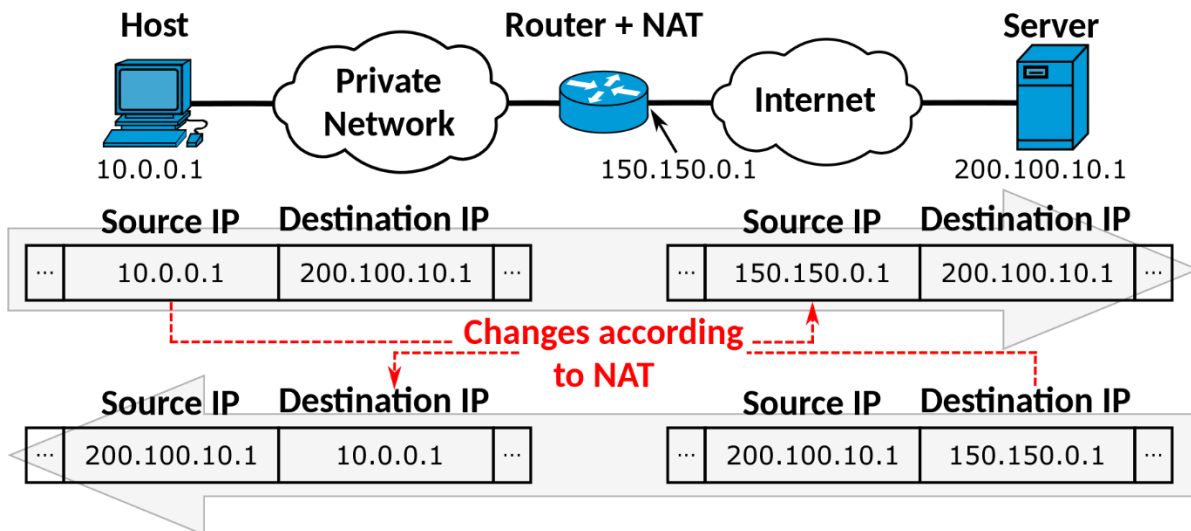 Host Router + NAT Server
Private
Network
Internet
10.0.0.1 150.150.0.1 200.100.10.1
Source IP Destination IP Source IP Destination IP
... 10.0.0.1 200.100.10.1 ... ... 150.150.0.1 200.100.10.1 ...
Changes according
to NAT
Source IP Destination IP Source IP Destination IP
... 200.100.10.1 10.0.0.1 ... ... 200.100.10.1 150.150.0.1 ...